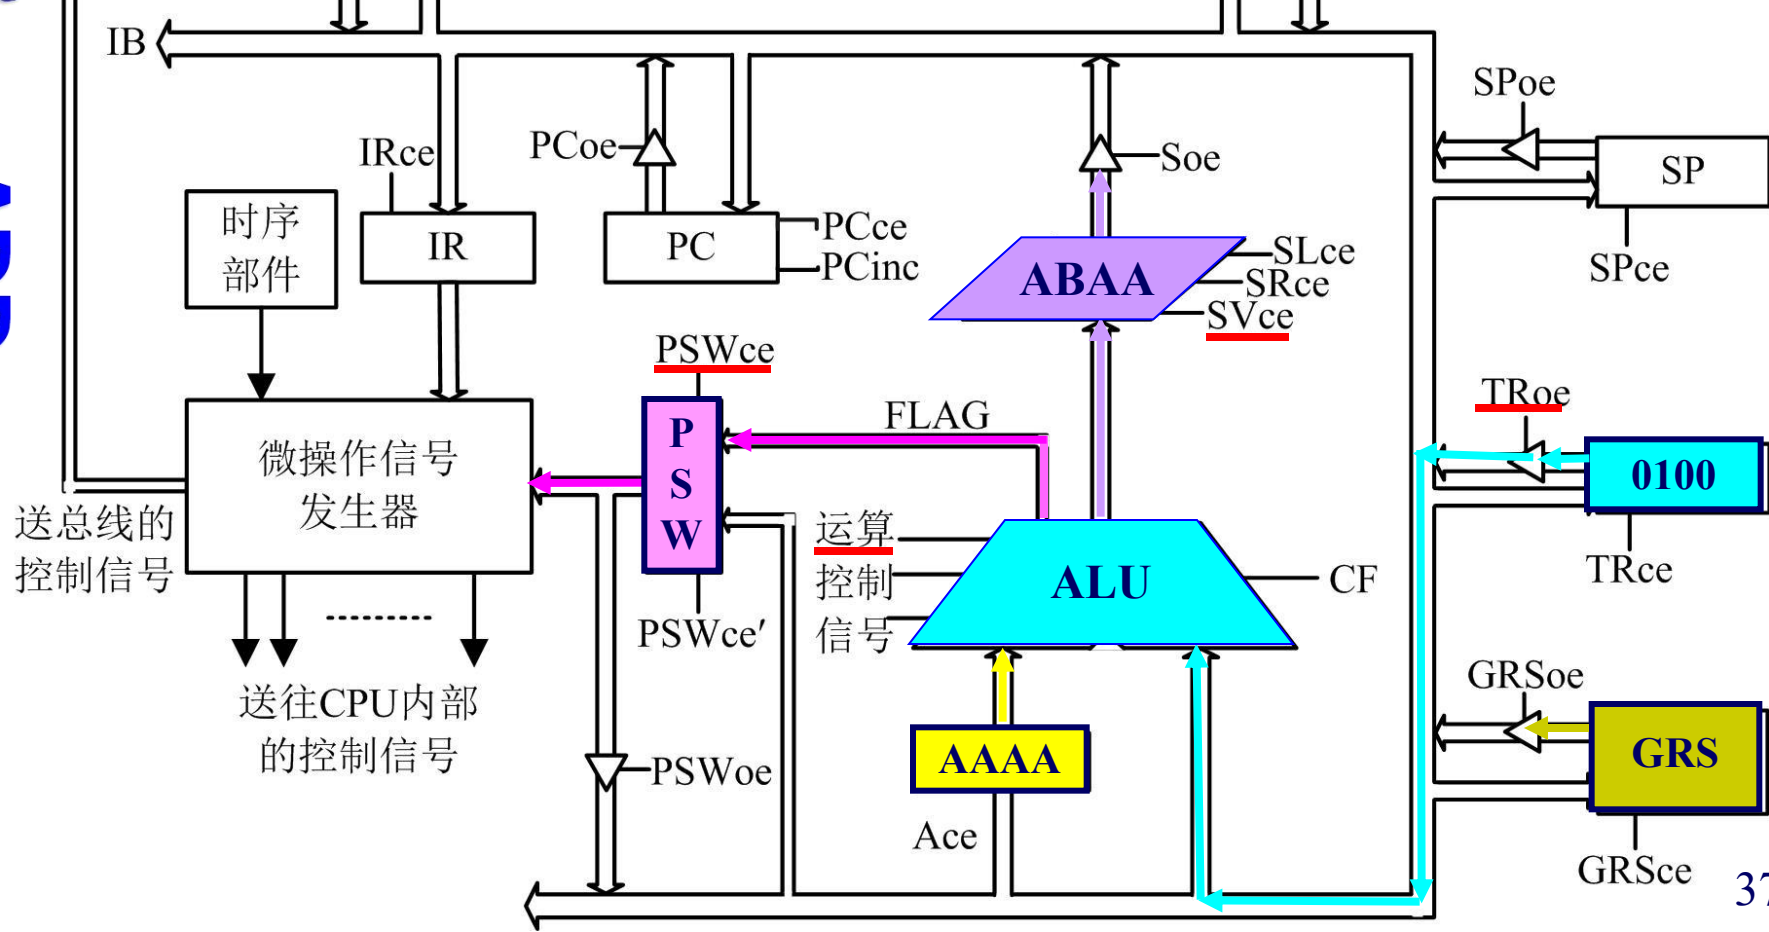 IB
SPoe
SP
SPce
IRce
PCoe
Soe
时序
部件
IR
PC
PCce
PCinc
ABAA
SLce
SRce
SVce
PSWce
FLAG
TRoe
0100
TRce
P
S
W
微操作信号
发生器
送总线的
控制信号
运算
控制
信号
ALU
CF
PSWce′
送往CPU内部
的控制信号
PSWoe
AAAA
Ace
GRSoe
GRS
GRSce
37